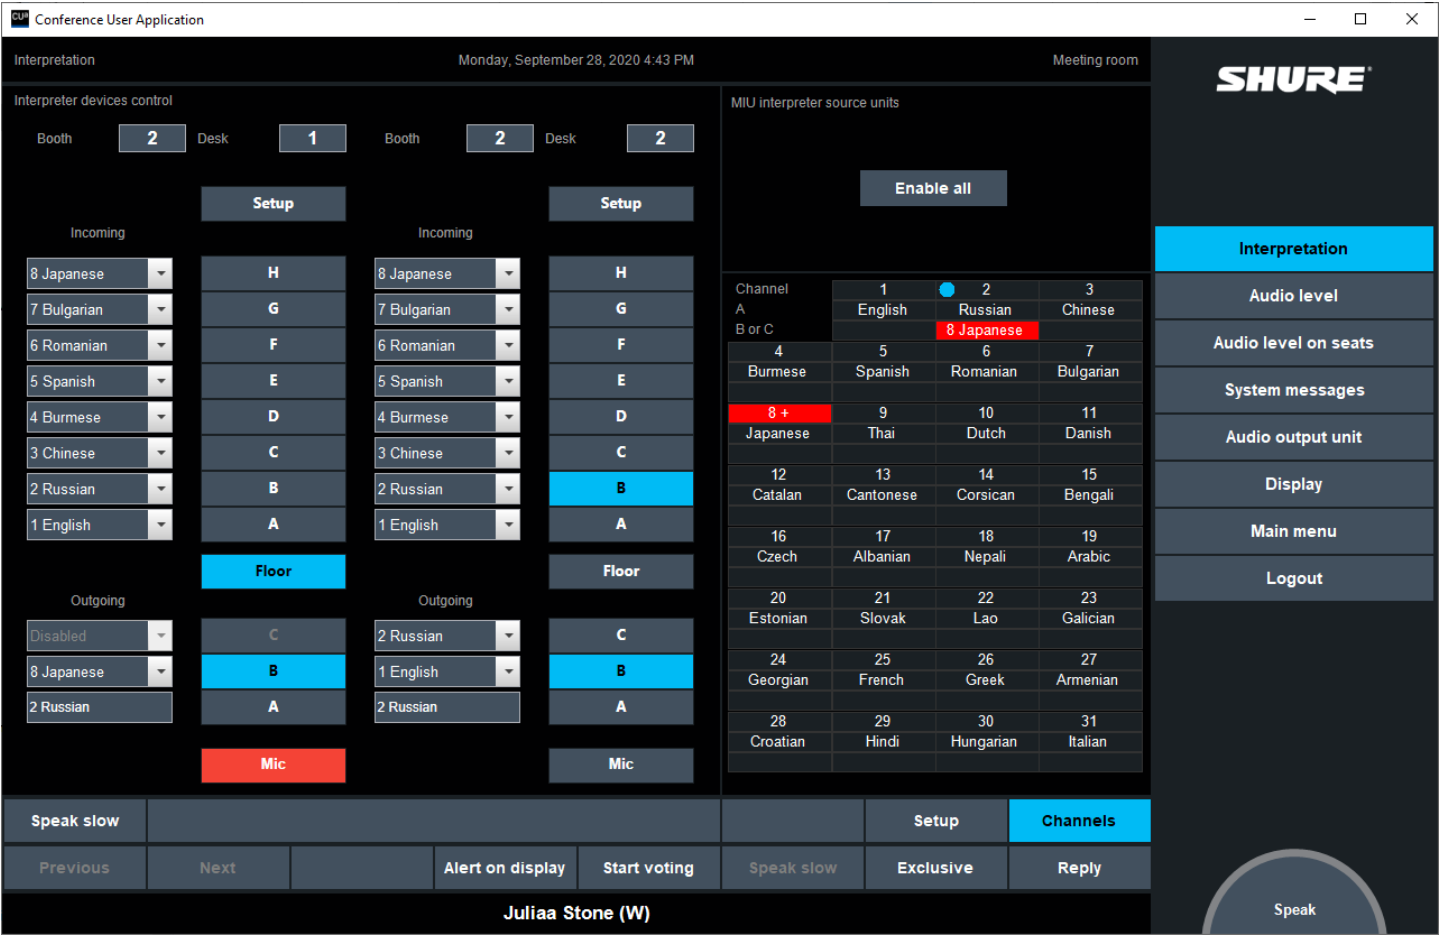 CUa Conference User Application
Interpretation Monday, September 28, 2020 4:43 PM Meeting room
SHURE
Interpreter devices control
Booth 2 Desk 1 Booth 2 Desk 2
Setup Setup
Incoming Incoming
8 Japanese H 8 Japanese H
7 Bulgarian G 7 Bulgarian G
6 Romanian F 6 Romanian F
5 Spanish E 5 Spanish E
4 Burmese D 4 Burmese D
3 Chinese C 3 Chinese C
2 Russian B 2 Russian B
1 English A 1 English A
Floor Floor
Outgoing Outgoing
Disabled C 2 Russian C
8 Japanese B 1 English B
2 Russian A 2 Russian A
Mic Mic
MIU interpreter source units
Enable all
Channel 1 2 3
A English Russian Chinese
B or C 8 Japanese
4 5 6 7
Burmese Spanish Romanian Bulgarian
8 + 9 10 11
Japanese Thai Dutch Danish
12 13 14 15
Catalan Cantonese Corsican Bengali
16 17 18 19
Czech Albanian Nepali Arabic
20 21 22 23
Estonian Slovak Lao Galician
24 25 26 27
Georgian French Greek Armenian
28 29 30 31
Croatian Hindi Hungarian Italian
Interpretation
Audio level
Audio level on seats
System messages
Audio output unit
Display
Main menu
Logout
Speak slow Setup Channels
Previous Next Alert on display Start voting Speak slow Exclusive Reply
Juliaa Stone (W)
Speak